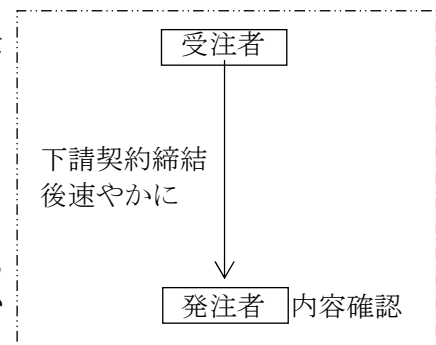 受注者
下請契約締結
後速やかに
発注者 内容確認